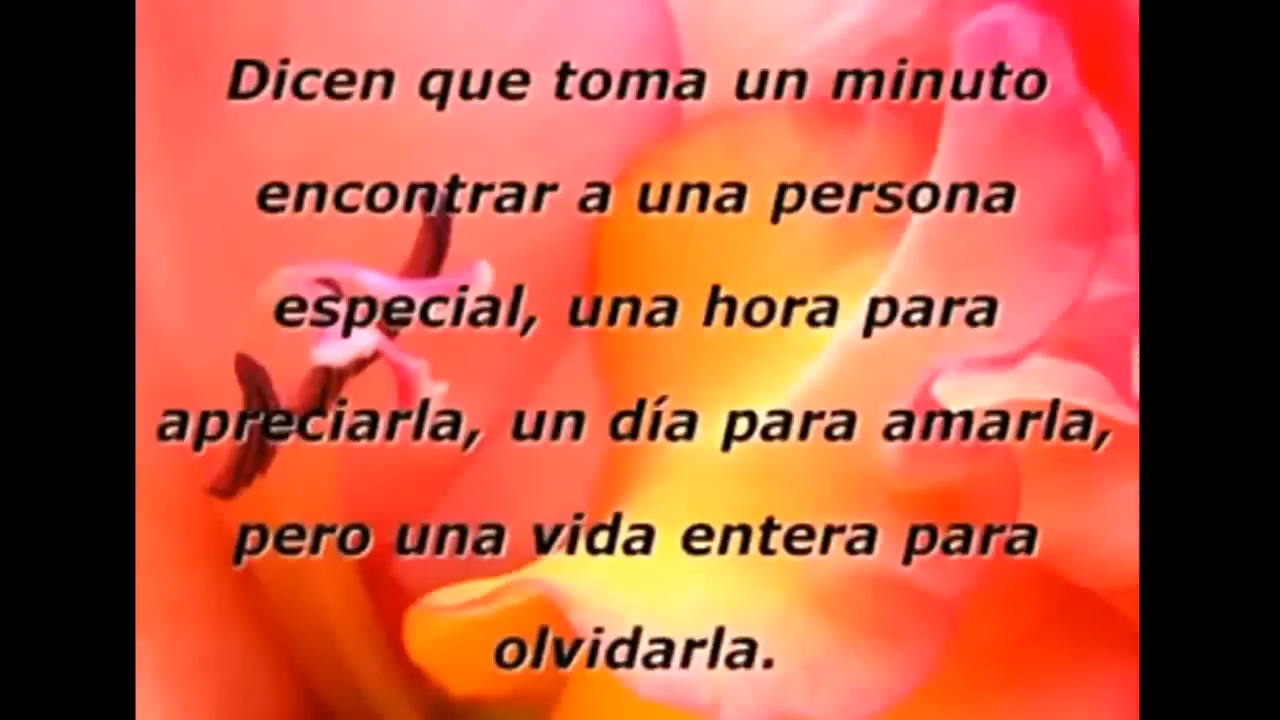 Dicen que toma un minuto
encontrar a una persona
especial, una hora para
apreciarla, un día para amarla,
pero una vida entera para
olvidarla.